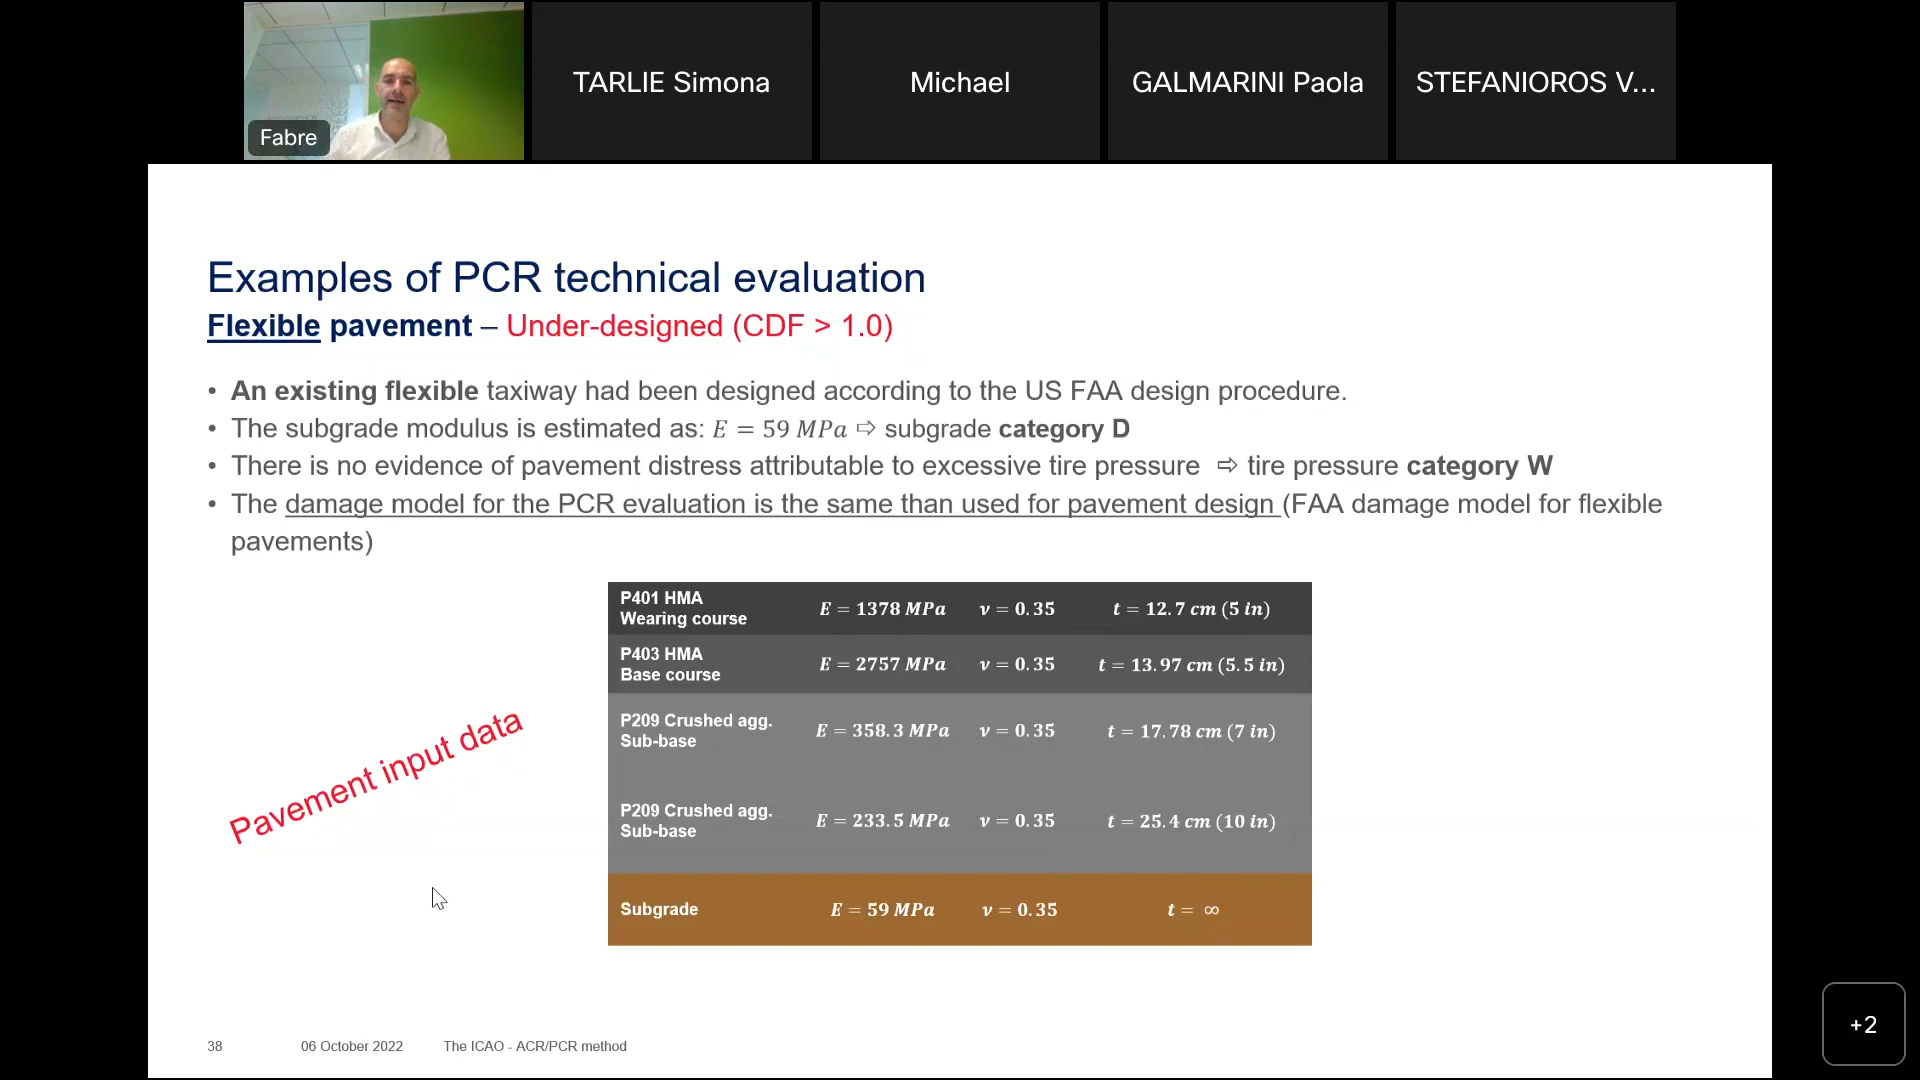 Fabre
TARLIE Simona
Michael
GALMARINI Paola
STEFANIOROS V...
Examples of PCR technical evaluation
Flexible pavement – Under-designed (CDF > 1.0)
• An existing flexible taxiway had been designed according to the US FAA design procedure.
• The subgrade modulus is estimated as: E = 59 MPa ⇨ subgrade category D
• There is no evidence of pavement distress attributable to excessive tire pressure ⇨ tire pressure category W
• The damage model for the PCR evaluation is the same than used for pavement design (FAA damage model for flexible
pavements)
Pavement input data
P401 HMA
Wearing course
E = 1378 MPa ν = 0.35 t = 12.7 cm (5 in)
P403 HMA
Base course
E = 2757 MPa ν = 0.35 t = 13.97 cm (5.5 in)
P209 Crushed agg.
Sub-base
E = 358.3 MPa ν = 0.35 t = 17.78 cm (7 in)
P209 Crushed agg.
Sub-base
E = 233.5 MPa ν = 0.35 t = 25.4 cm (10 in)
Subgrade E = 59 MPa ν = 0.35 t = ∞
38 06 October 2022 The ICAO - ACR/PCR method
+2